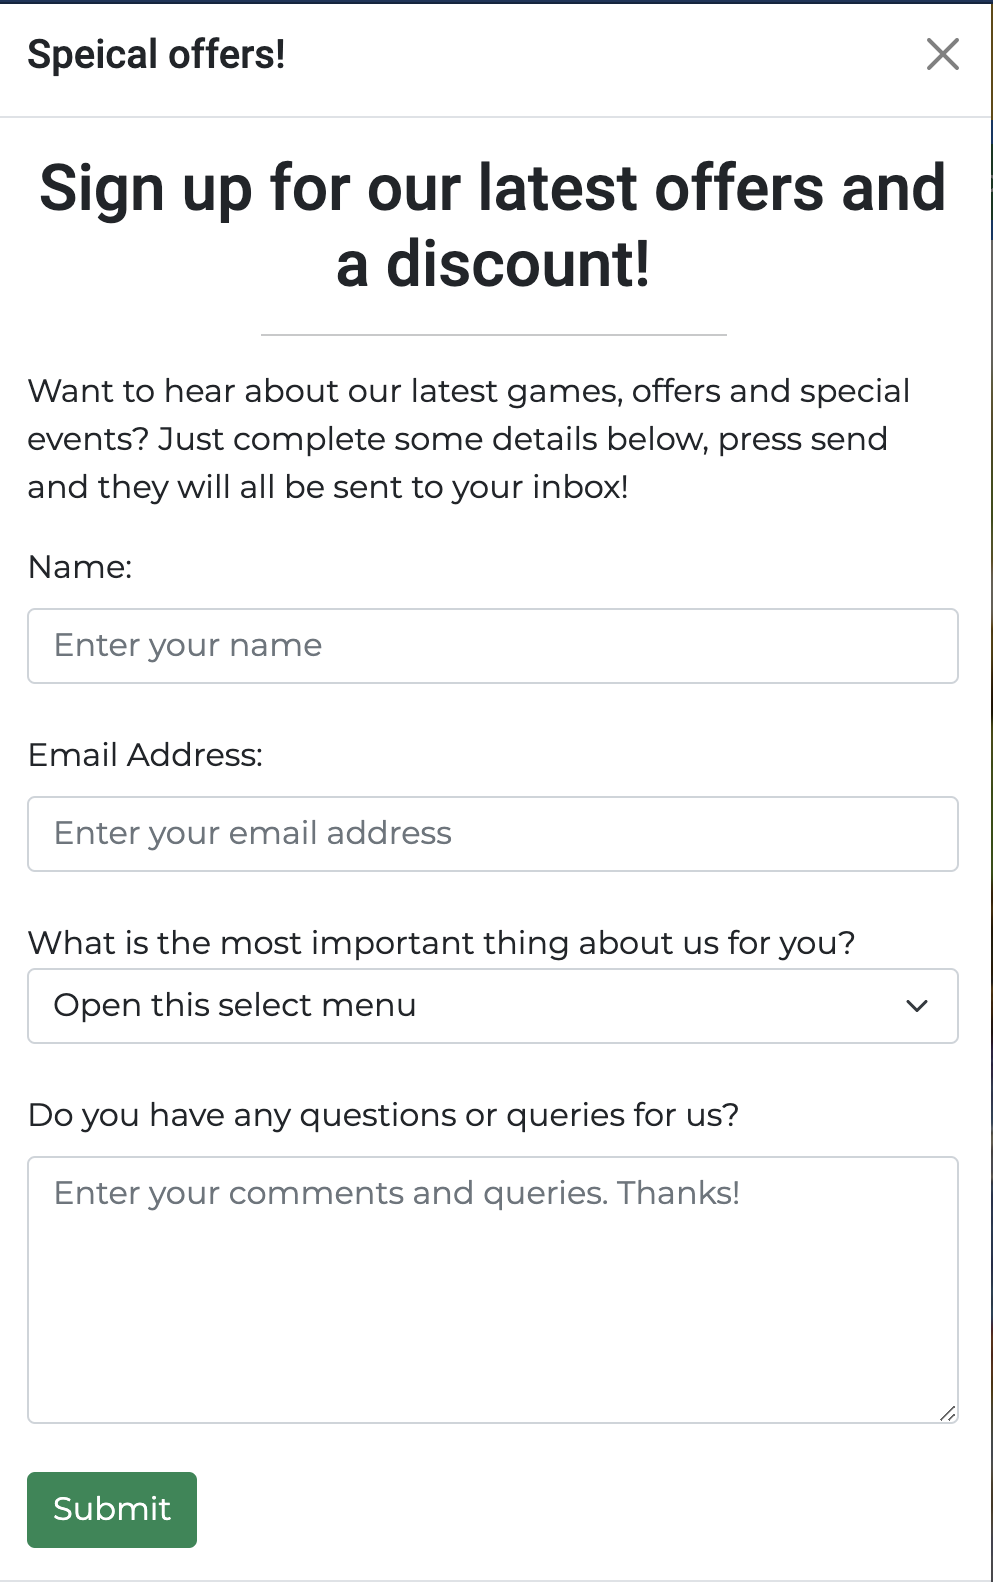 Speical offers!
Sign up for our latest offers and
a discount!
Want to hear about our latest games, offers and special
events? Just complete some details below, press send
and they will all be sent to your inbox!
Name:
Enter your name
Email Address:
Enter your email address
What is the most important thing about us for you?
Open this select menu
Do you have any questions or queries for us?
Enter your comments and queries. Thanks!
Submit